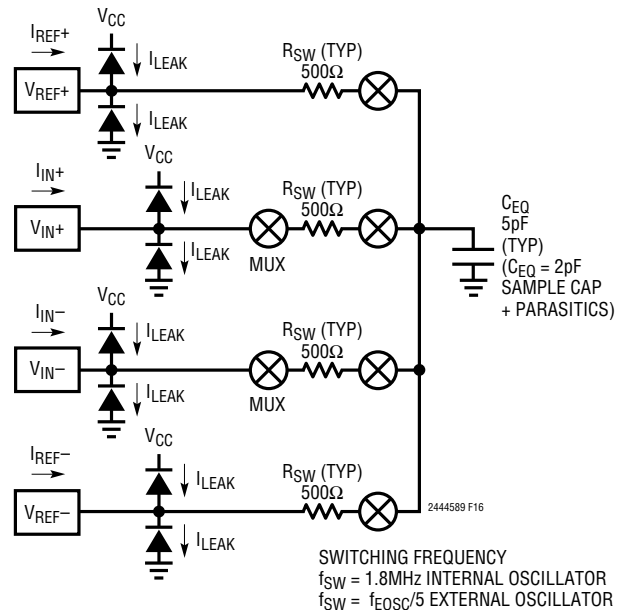 VCC
IREF+
VREF+
ILEAK
ILEAK
RSW (TYP)
500Ω
VCC
IIN+
VIN+
ILEAK
ILEAK
MUX
RSW (TYP)
500Ω
CEQ
5pF
(TYP)
(CEQ = 2pF
SAMPLE CAP
+ PARASITICS)
VCC
IIN–
VIN–
ILEAK
ILEAK
MUX
RSW (TYP)
500Ω
VCC
IREF–
VREF–
ILEAK
ILEAK
RSW (TYP)
500Ω
2444589 F16
SWITCHING FREQUENCY
fSW = 1.8MHz INTERNAL OSCILLATOR
fSW = fEOSC/5 EXTERNAL OSCILLATOR